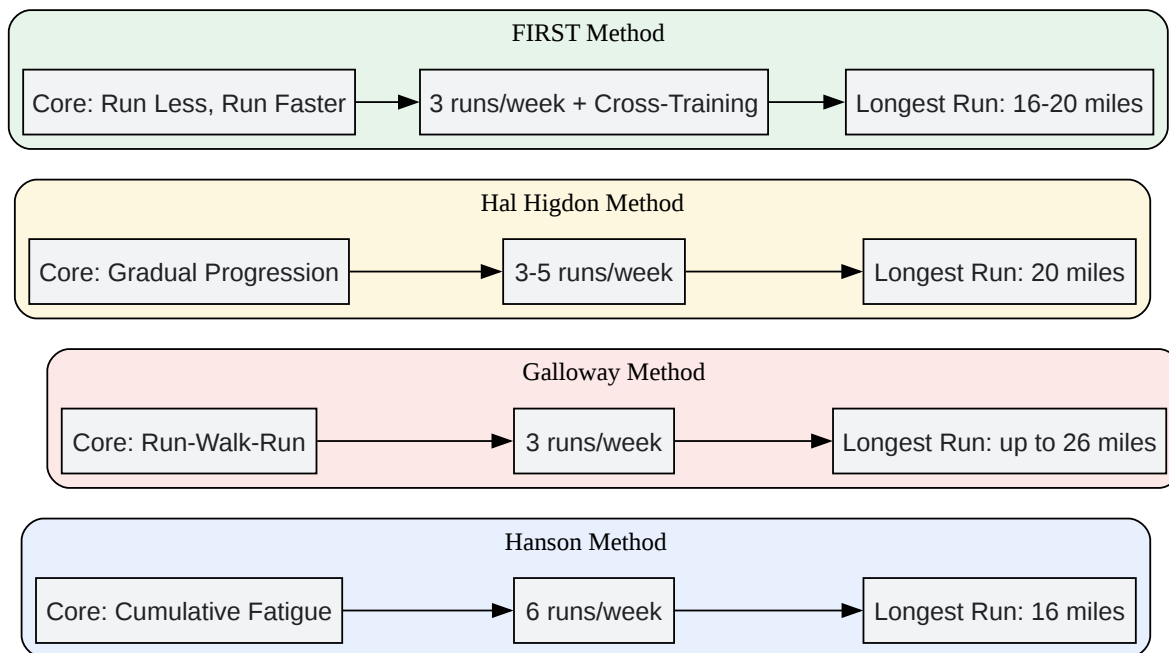 FIRST Method
Core: Run Less, Run Faster
3 runs/week + Cross-Training
Longest Run: 16-20 miles
Hal Higdon Method
Core: Gradual Progression
3-5 runs/week
Longest Run: 20 miles
Galloway Method
Core: Run-Walk-Run
3 runs/week
Longest Run: up to 26 miles
Hanson Method
Core: Cumulative Fatigue
6 runs/week
Longest Run: 16 miles